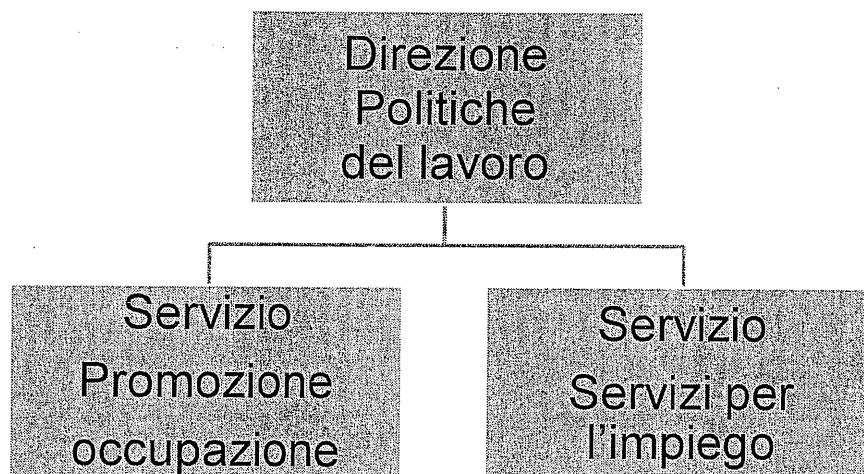 Direzione
Politiche
del lavoro
Servizio
Promozione
occupazione
Servizio
Servizi per
l'impiego